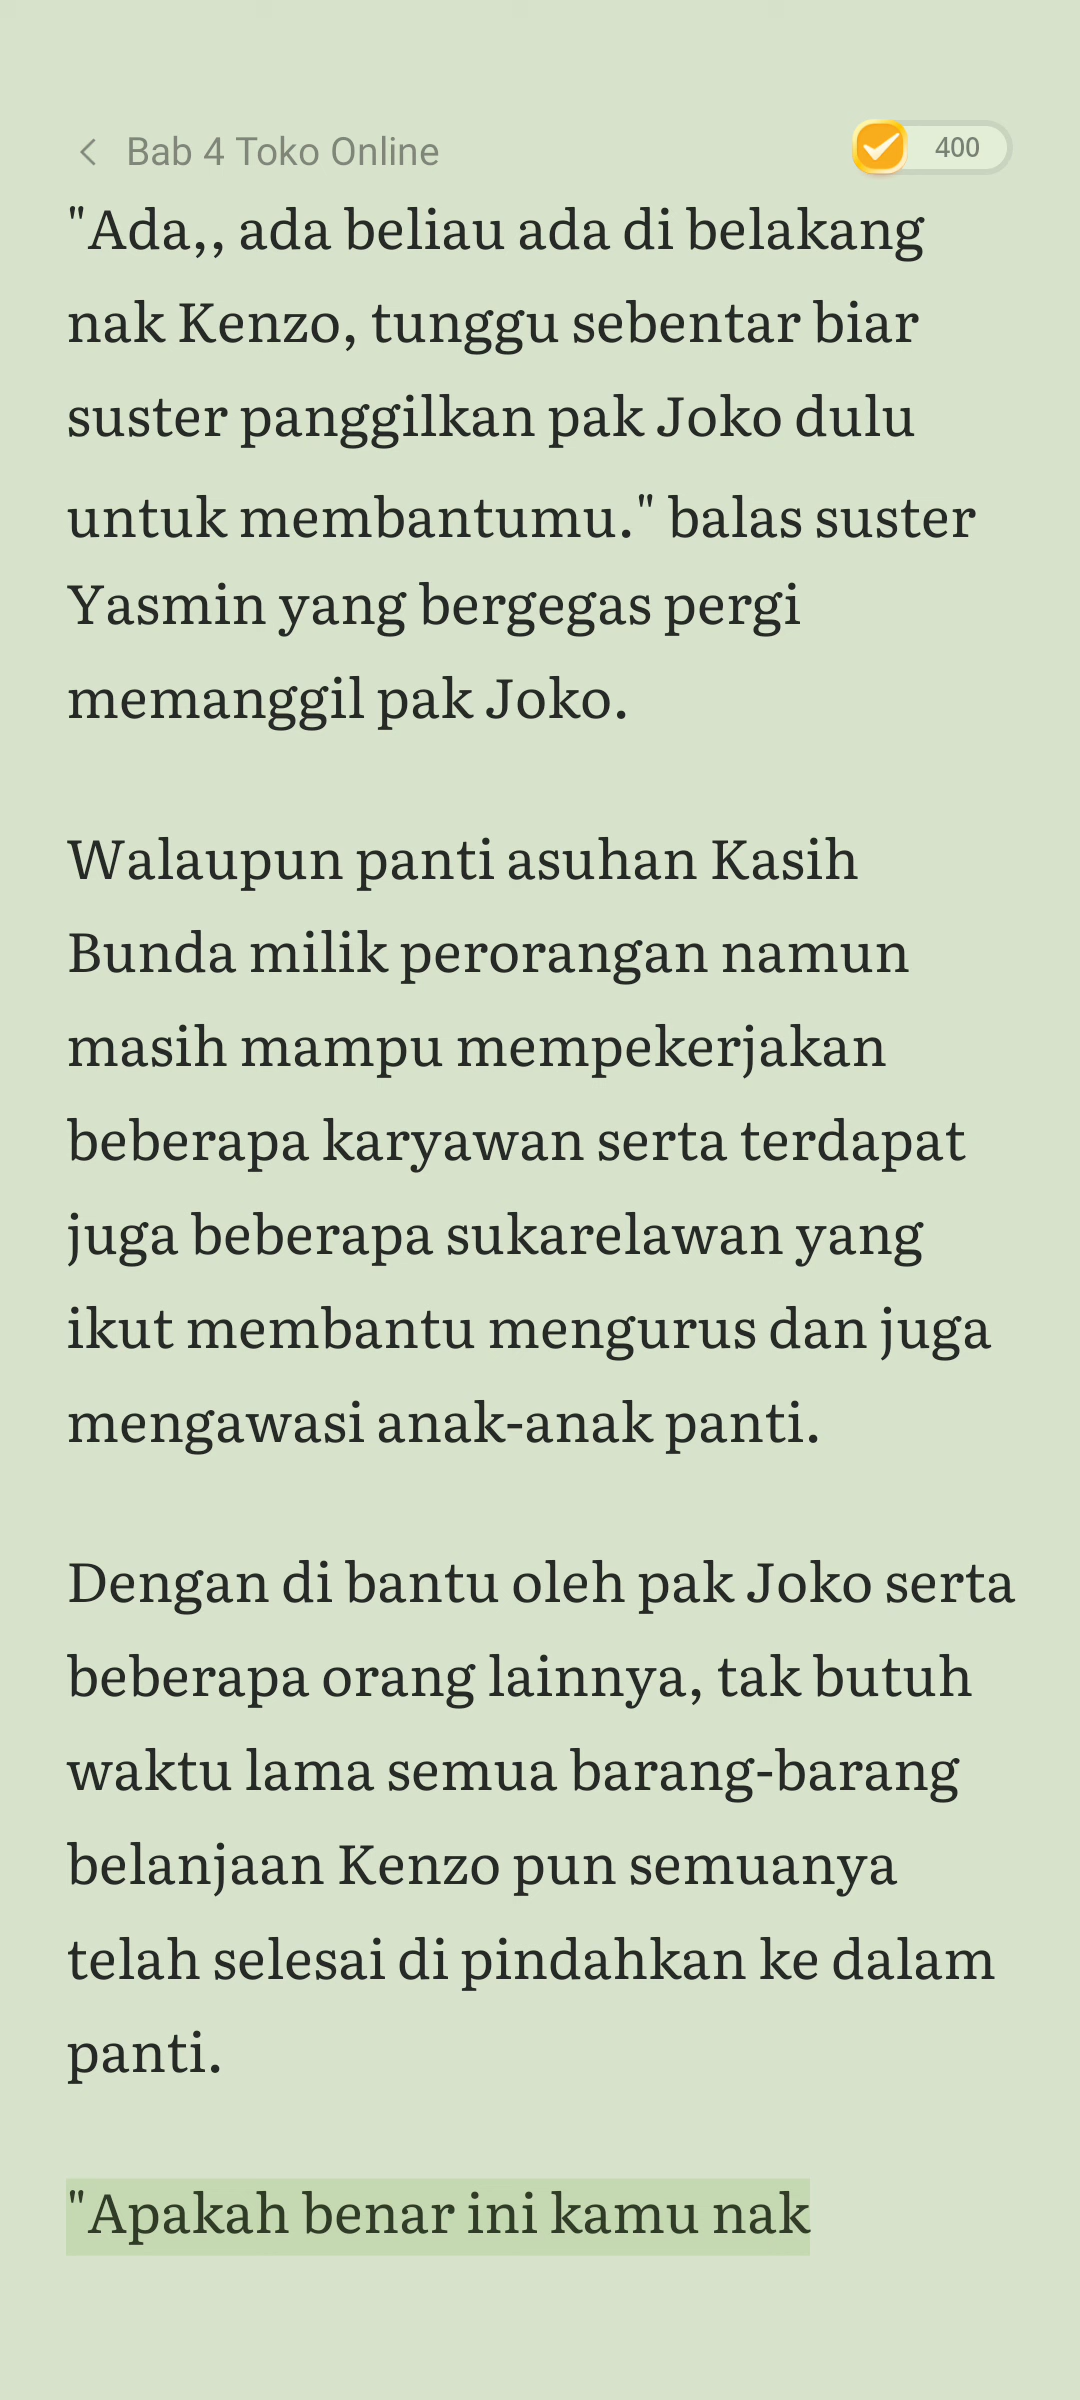 Bab 4 Toko Online
400
"Ada,, ada beliau ada di belakang
nak Kenzo, tunggu sebentar biar
suster panggilkan pak Joko dulu
untuk membantumu." balas suster
Yasmin yang bergegas pergi
memanggil pak Joko.
Walaupun panti asuhan Kasih
Bunda milik perorangan namun
masih mampu mempekerjakan
beberapa karyawan serta terdapat
juga beberapa sukarelawan yang
ikut membantu mengurus dan juga
mengawasi anak-anak panti.
Dengan di bantu oleh pak Joko serta
beberapa orang lainnya, tak butuh
waktu lama semua barang-barang
belanjaan Kenzo pun semuanya
telah selesai di pindahkan ke dalam
panti.
"Apakah benar ini kamu nak